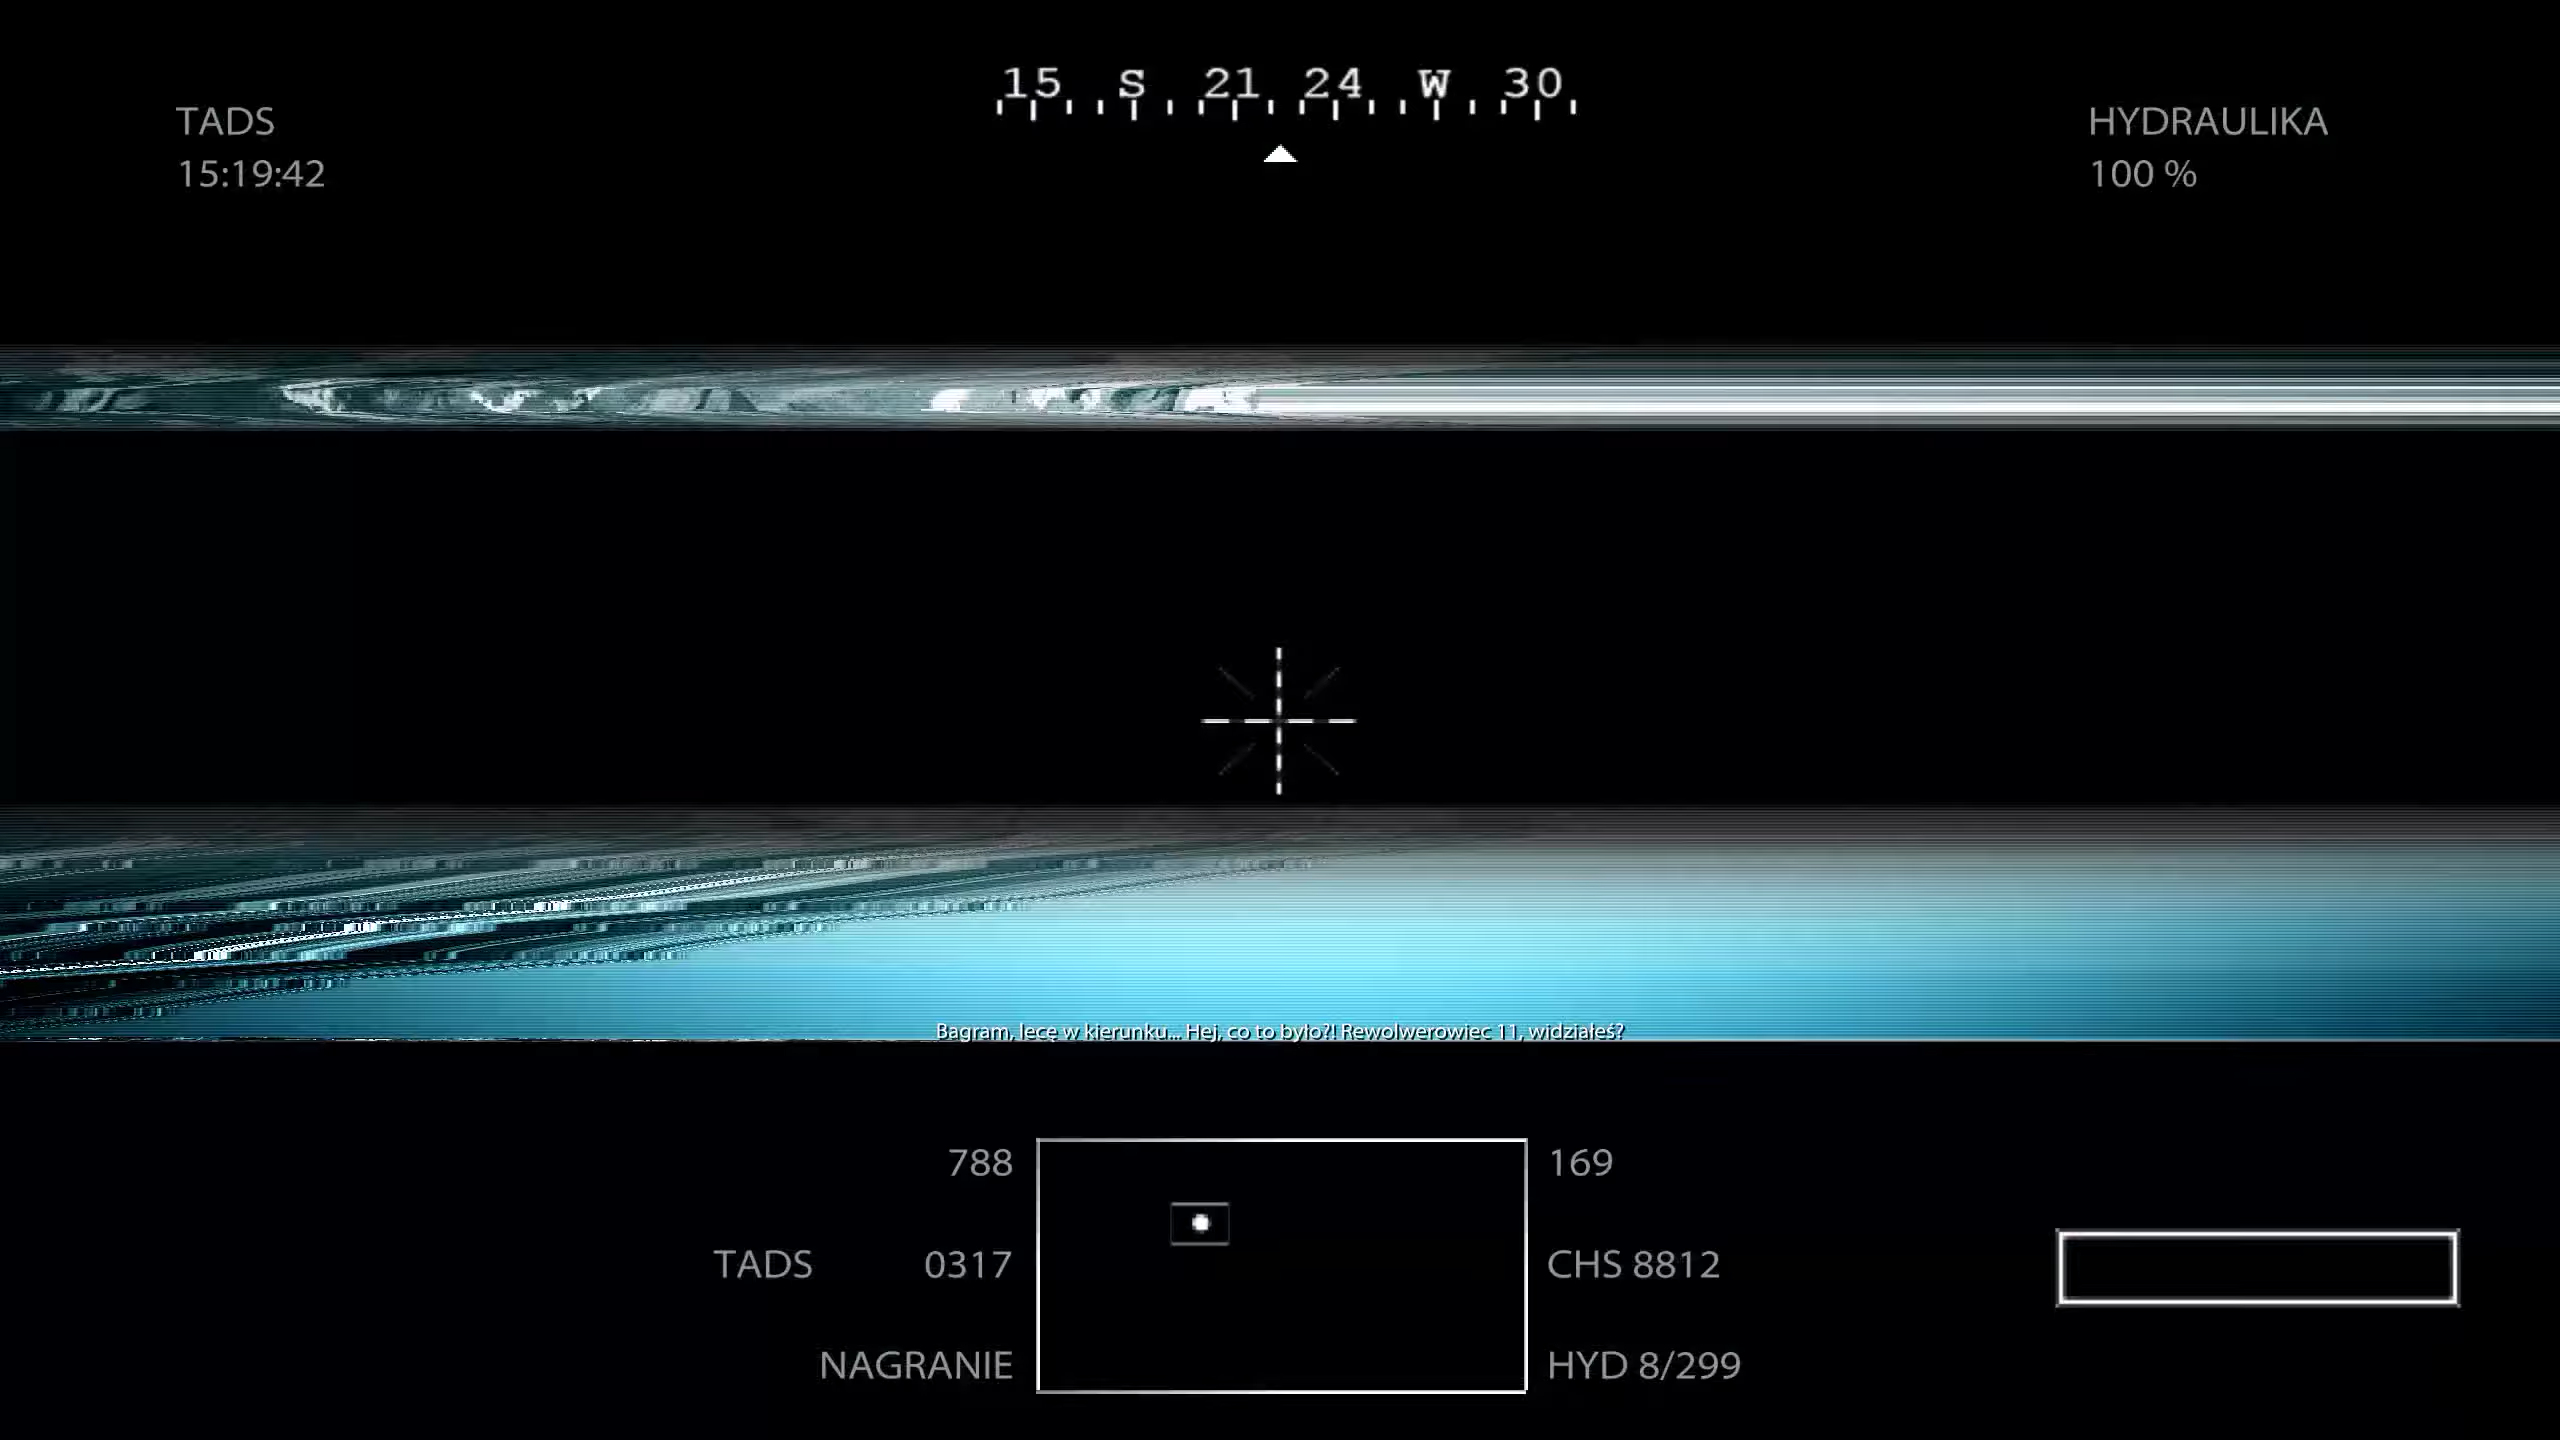 15 S 21 24 W 30
TADS
15:19:42
HYDRAULIKA
100 %
Bagram, lecę w kierunku... Hej, co to było?! Rewolwerowiec 11, widziałeś?
788
169
TADS 0317
CHS 8812
NAGRANIE
HYD 8/299